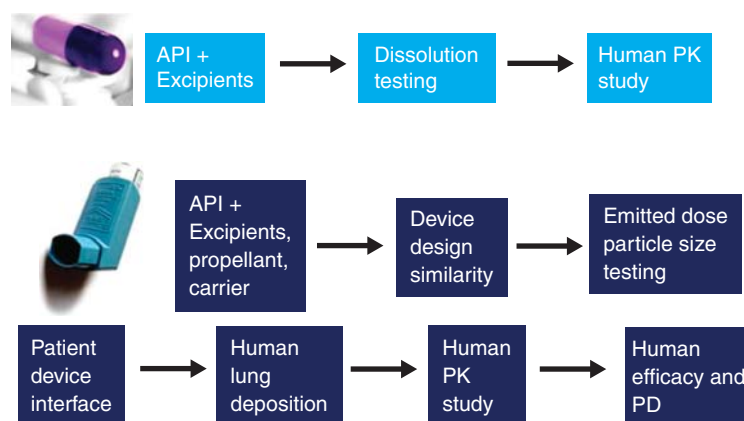 API +
Excipients
Dissolution
testing
Human PK
study
API +
Excipients,
propellant,
carrier
Device
design
similarity
Emitted dose
particle size
testing
Patient
device
interface
Human
lung
deposition
Human
PK
study
Human
efficacy and
PD